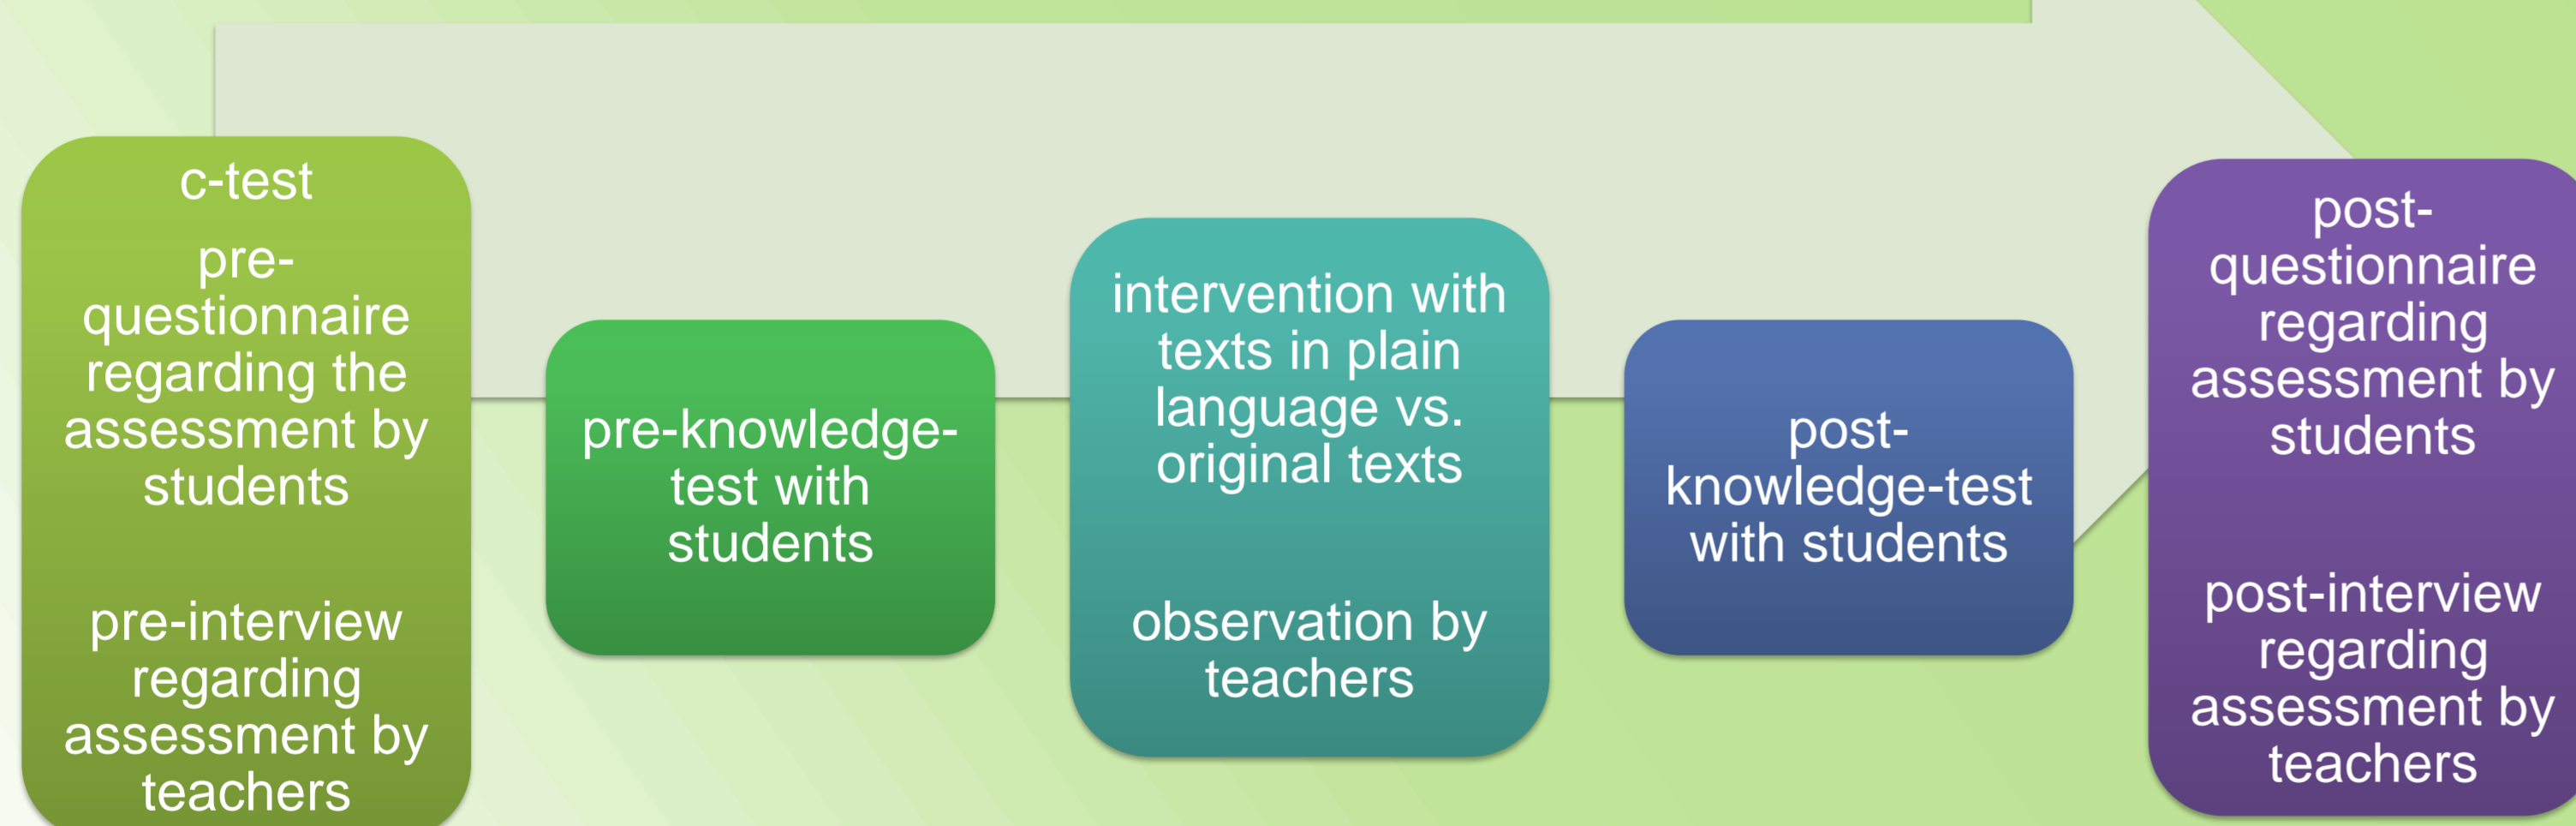 c-test
pre-
questionnaire
regarding the
assessment by
students
pre-interview
regarding
assessment by
teachers
pre-knowledge-
test with
students
intervention with
texts in plain
language vs.
original texts
observation by
teachers
post-
knowledge-test
with students
post-
questionnaire
regarding
assessment by
students
post-interview
regarding
assessment by
teachers